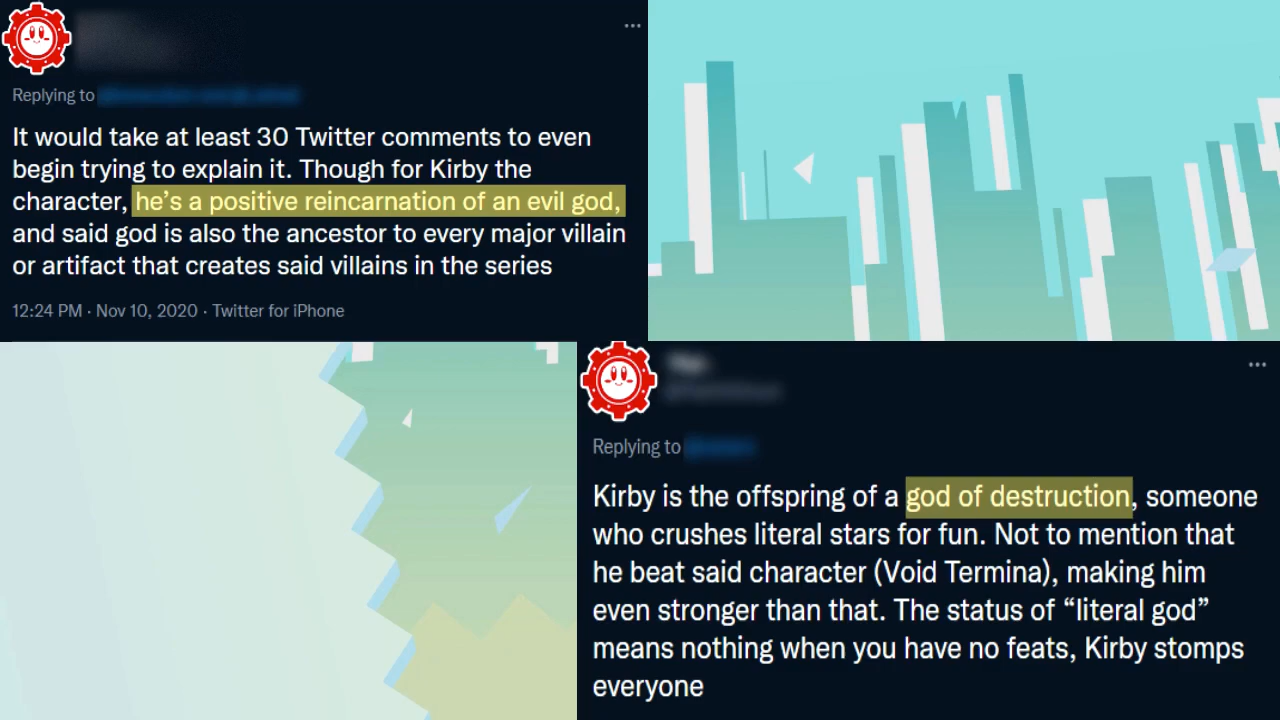 Replying to
It would take at least 30 Twitter comments to even
begin trying to explain it. Though for Kirby the
character, he’s a positive reincarnation of an evil god,
and said god is also the ancestor to every major villain
or artifact that creates said villains in the series
12:24 PM · Nov 10, 2020 · Twitter for iPhone
Replying to
Kirby is the offspring of a god of destruction, someone
who crushes literal stars for fun. Not to mention that
he beat said character (Void Termina), making him
even stronger than that. The status of “literal god”
means nothing when you have no feats, Kirby stomps
everyone